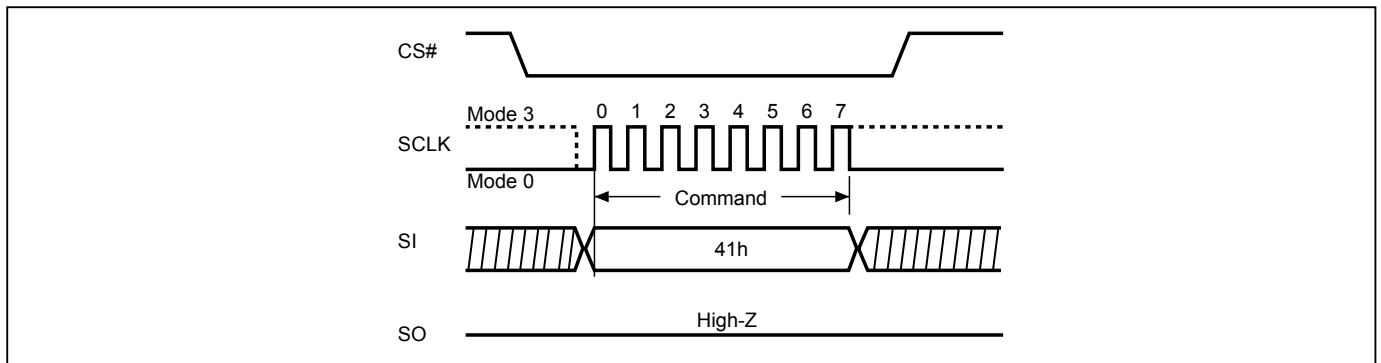 CS#
Mode 3
0 1 2 3 4 5 6 7
SCLK
Mode 0
Command
SI
41h
High-Z
SO